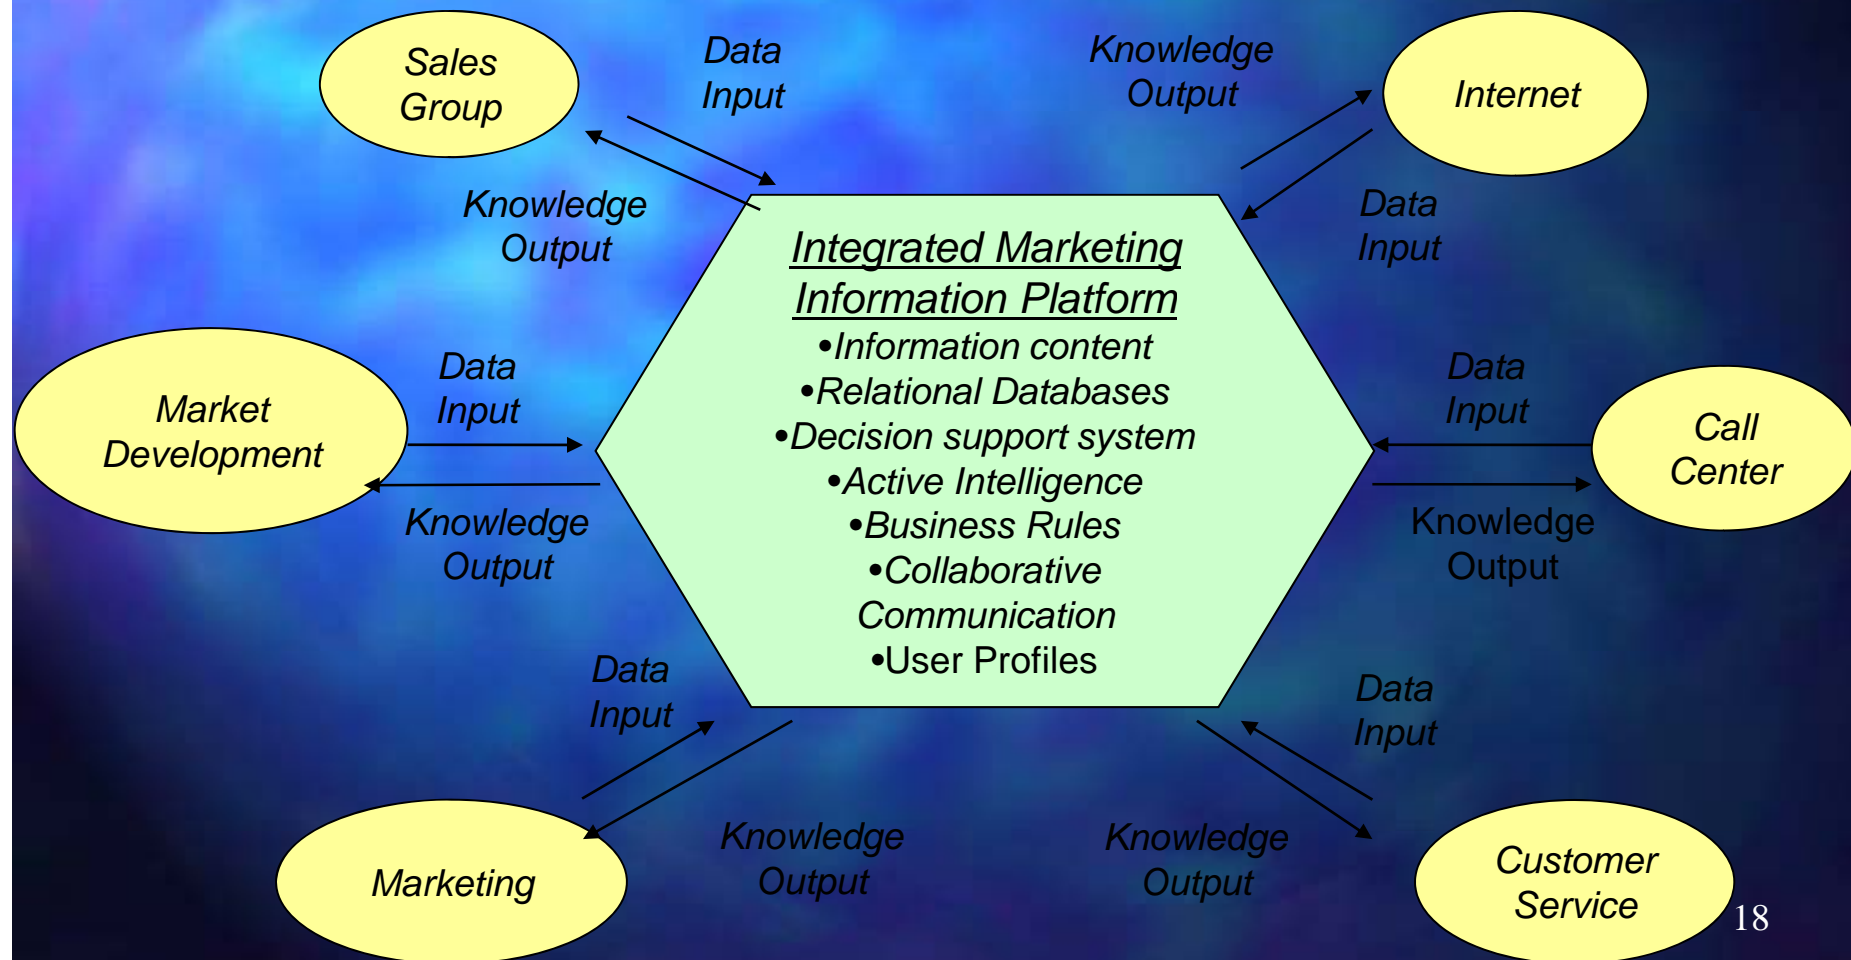 Sales
Group
Data
Input
Knowledge
Output
Internet
Knowledge
Output
Data
Input
Integrated Marketing
Information Platform
•Information content
•Relational Databases
•Decision support system
•Active Intelligence
•Business Rules
•Collaborative
Communication
•User Profiles
Market
Development
Data
Input
Knowledge
Output
Data
Input
Call
Center
Knowledge
Output
Data
Input
Data
Input
Marketing
Knowledge
Output
Knowledge
Output
Customer
Service
18